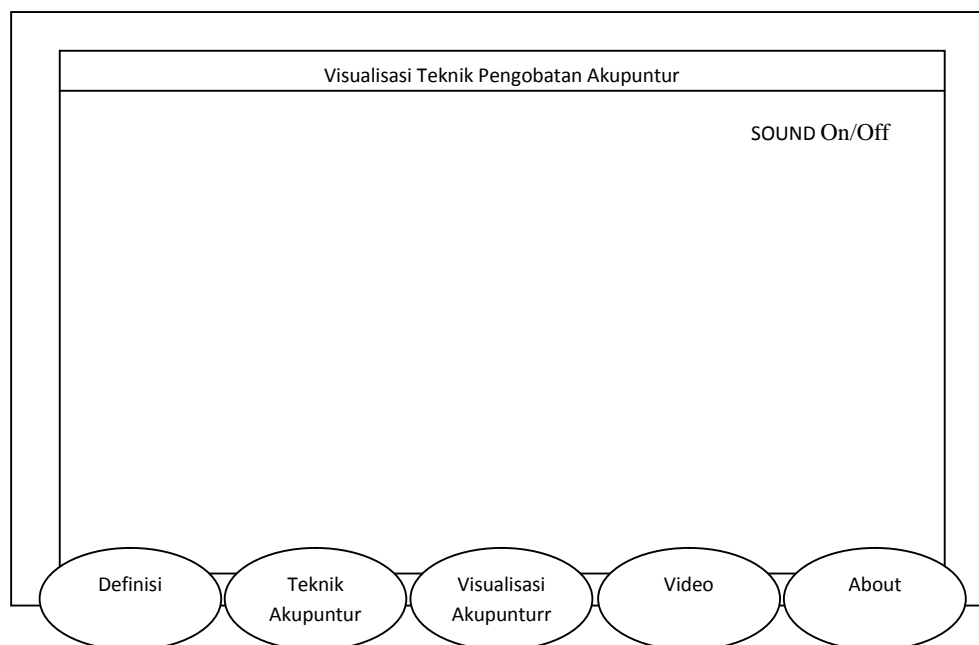 Visualisasi Teknik Pengobatan Akupuntur
SOUND On/Off
Definisi
Teknik
Akupuntur
Visualisasi
Akupunturr
Video
About